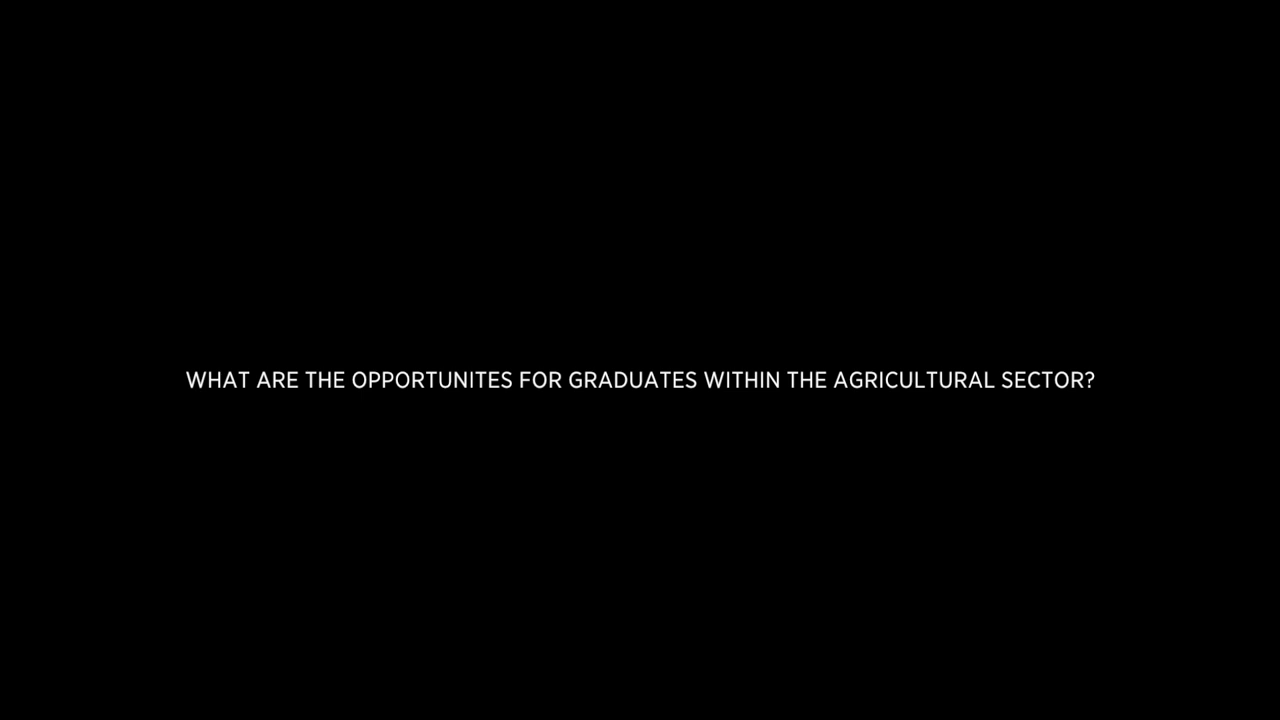 WHAT ARE THE OPPORTUNITES FOR GRADUATES WITHIN THE AGRICULTURAL SECTOR?